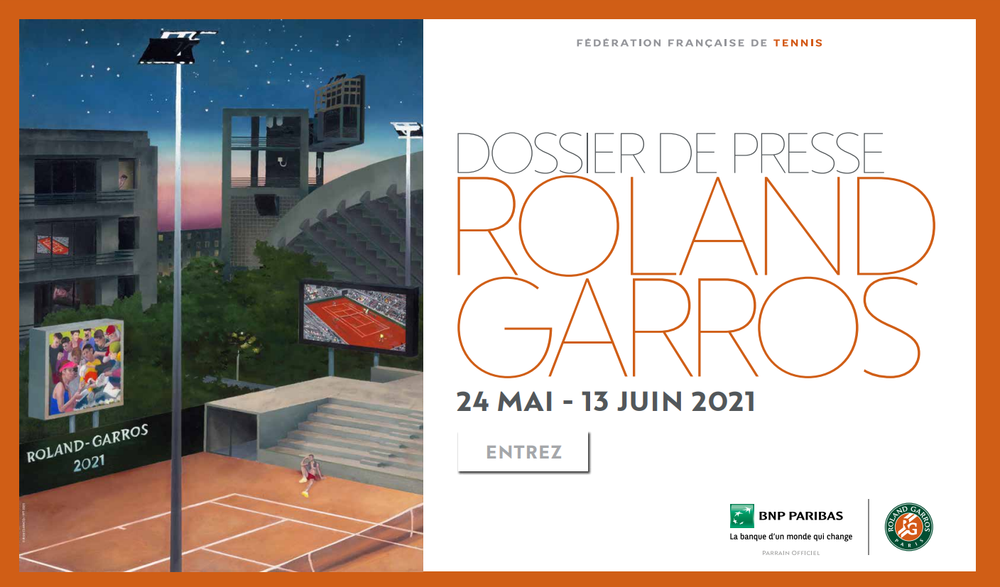 FÉDÉRATION FRANÇAISE DE TENNIS
DOSSIER DE PRESSE
ROLAND
GARROS
24 MAI - 13 JUIN 2021
ENTREZ
ROLAND-GARROS
2021
BNP PARIBAS
La banque d'un monde qui change
PARRAIN OFFICIEL
ROLAND GARROS
RG
PARIS